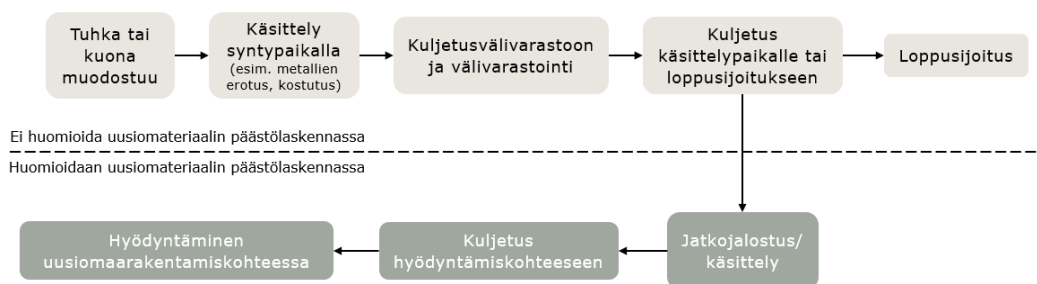 Tuhka tai
kuona
muodostuu
Käsittely
syntypaikalla
(esim. metallien
erotus, kostutus)
Kuljetusvälivarastoon
ja välivarastointi
Kuljetus
käsittelypaikalle tai
loppusijoitukseen
Loppusijoitus
Ei huomioida uusiomateriaalin päästölaskennassa
Huomioidaan uusiomateriaalin päästölaskennassa
Hyödyntäminen
uusiomaarakentamiskohteessa
Kuljetus
hyödyntämiskohteeseen
Jatkojalostus/
käsittely